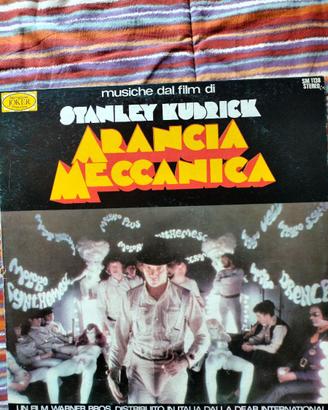 musiche dal film di
JOKER
SM 1138
STEREO
STANLEY KUBRICK
ARANCIA
MECCANICA
MOLOKO
UN FILM WARNER BROS. DISTRIBUITO IN ITALIA DALLA DEAR INTERNATIONAL